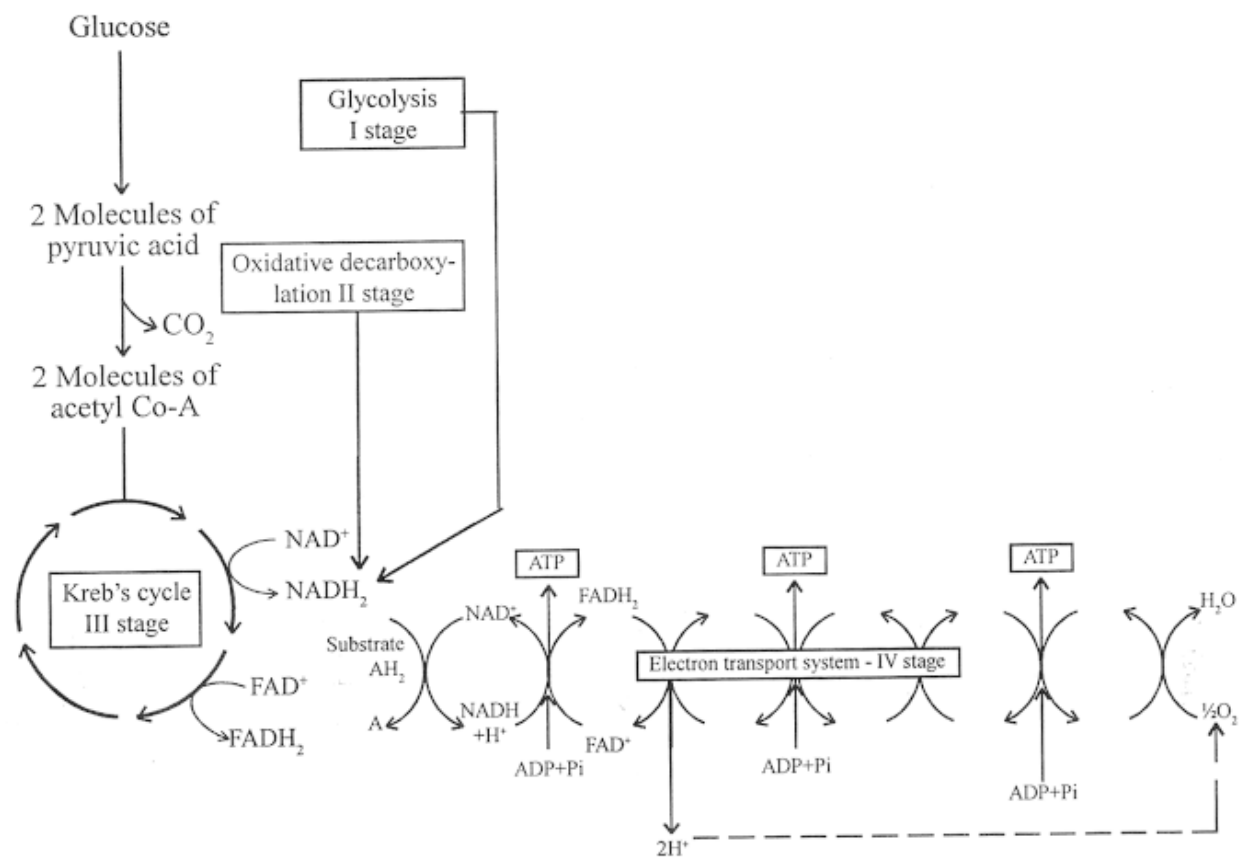 Glucose
Glycolysis
I stage
2 Molecules of
pyruvic acid
Oxidative decarboxy-
lation II stage
CO₂
2 Molecules of
acetyl Co-A
NAD⁺
NADH₂
Kreb's cycle
III stage
FAD⁺
FADH₂
ATP
ATP
ATP
Substrate
AH₂
A
NAD⁺
NADH
+H⁺
FADH₂
FAD⁺
ADP+Pi
Electron transport system - IV stage
ADP+Pi
ADP+Pi
H₂O
½O₂
2H⁺